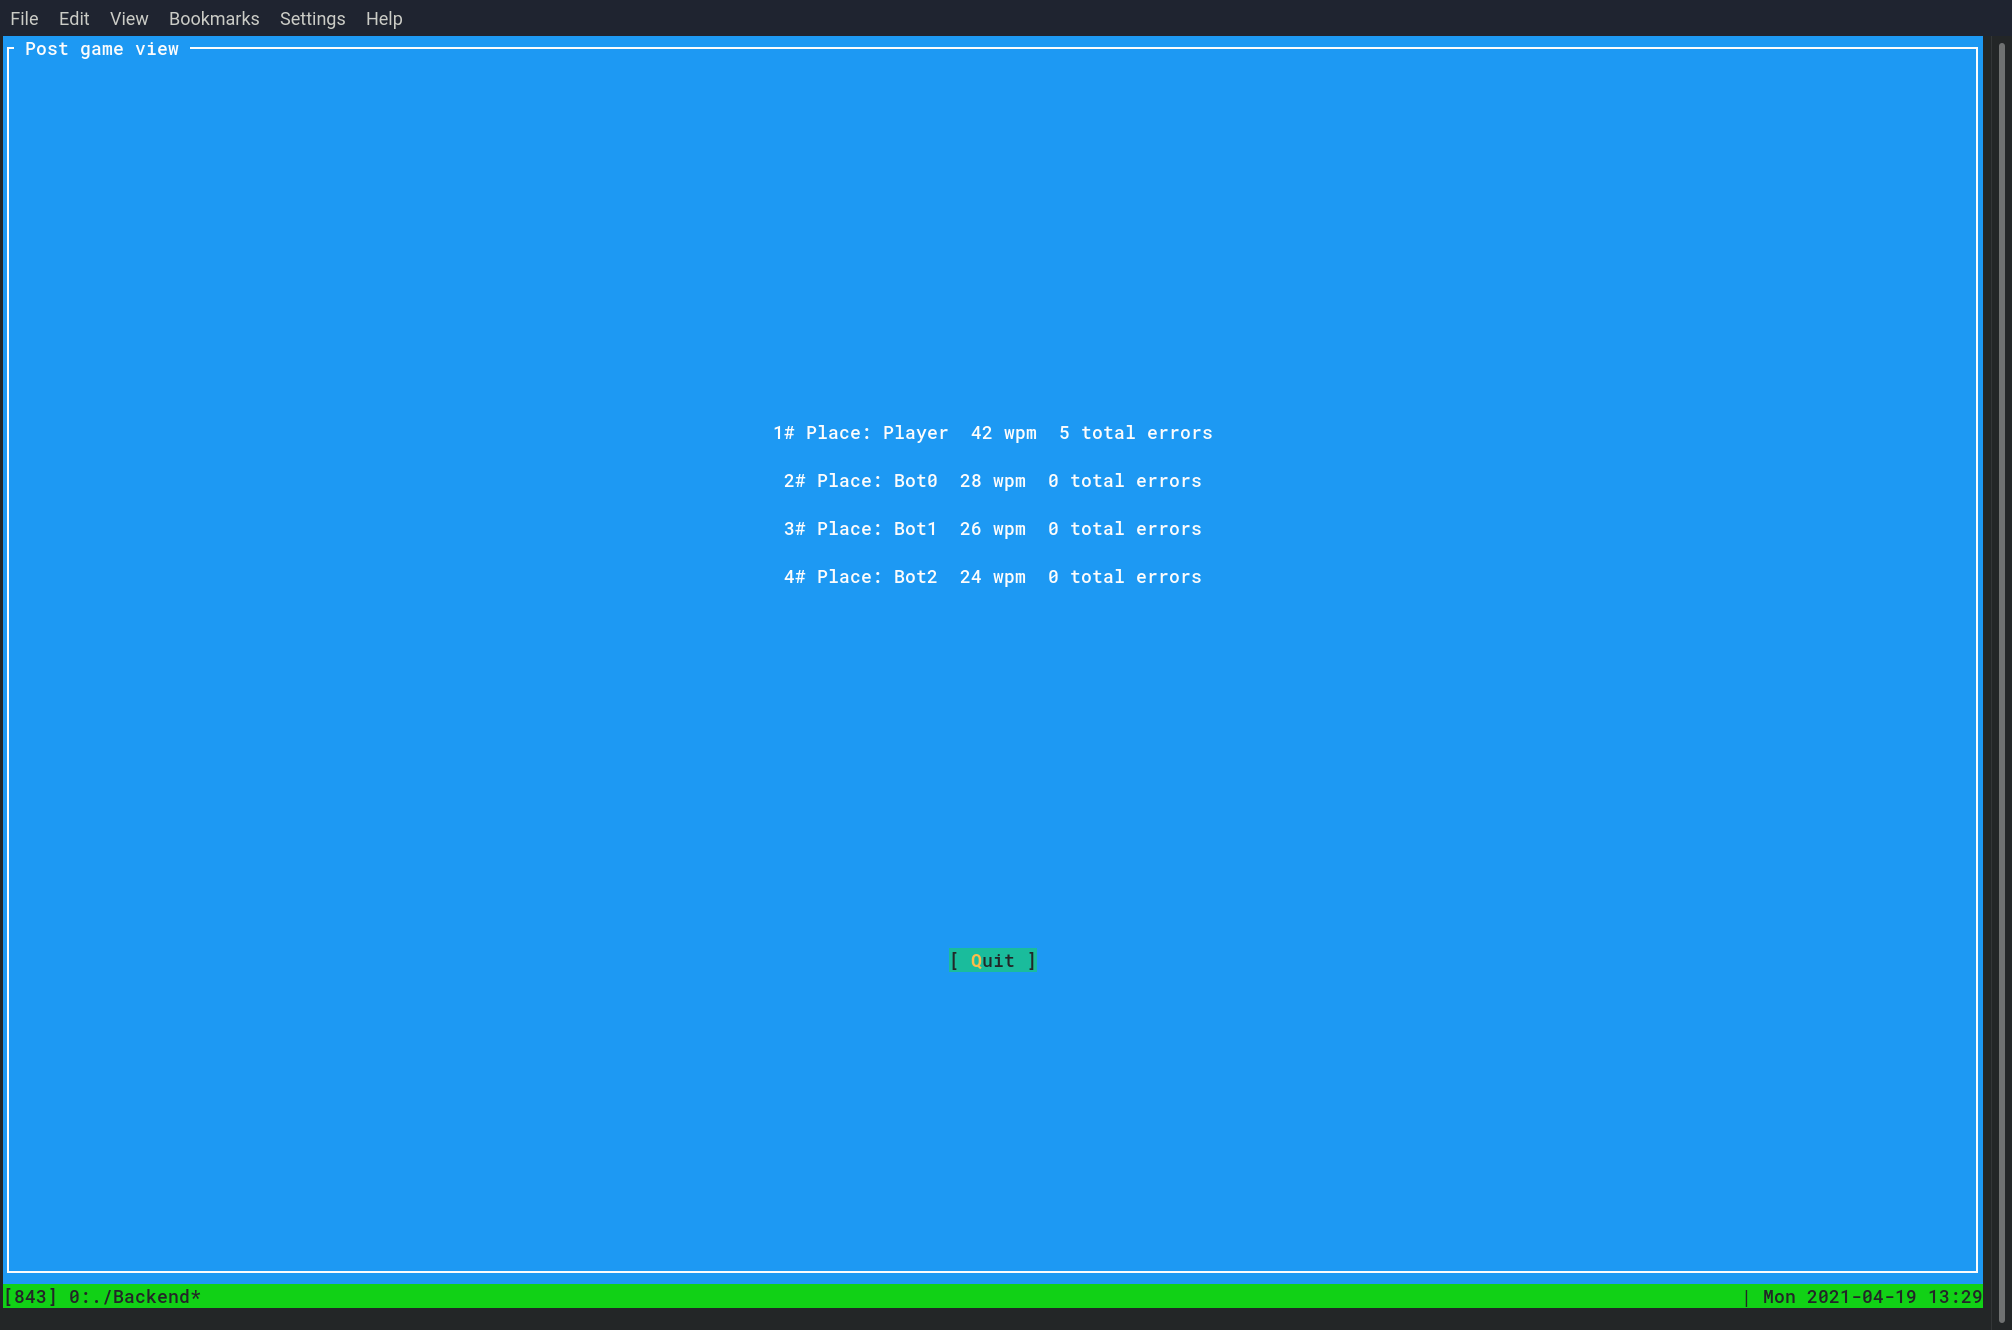 File Edit View Bookmarks Settings Help
Post game view
1# Place: Player  42 wpm  5 total errors
2# Place: Bot0  28 wpm  0 total errors
3# Place: Bot1  26 wpm  0 total errors
4# Place: Bot2  24 wpm  0 total errors
[ Quit ]
[843] 0:./Backend* | Mon 2021-04-19 13:29